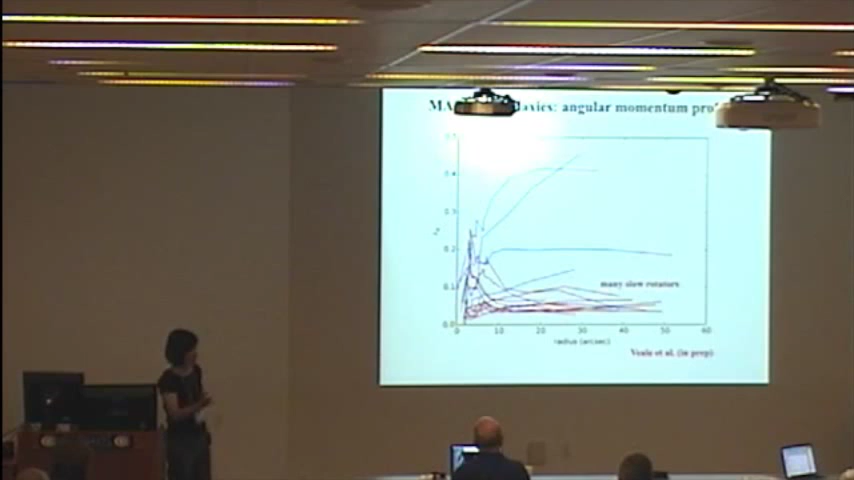 MA laxies: angular momentum pro
0.4
0.3
0.2
0.1
0.0
many slow rotators
0 10 20 30 40 50 60
radius (arcsec)
Veale et al. (in prep)